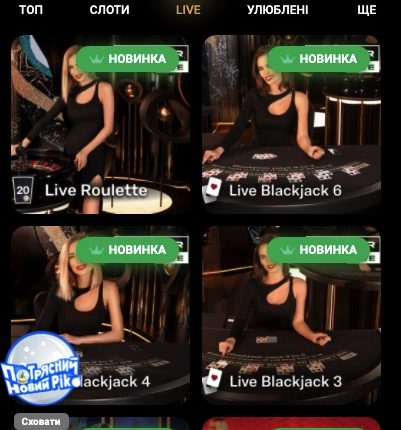 ТОП СЛОТИ LIVE УЛЮБЛЕНІ ЩЕ
НОВИНКА НОВИНКА
20 Live Roulette Live Blackjack 6
НОВИНКА НОВИНКА
lackjack 4 Live Blackjack 3
ПОТРЯСНИЙ
НОВИЙ Рік
Сховати